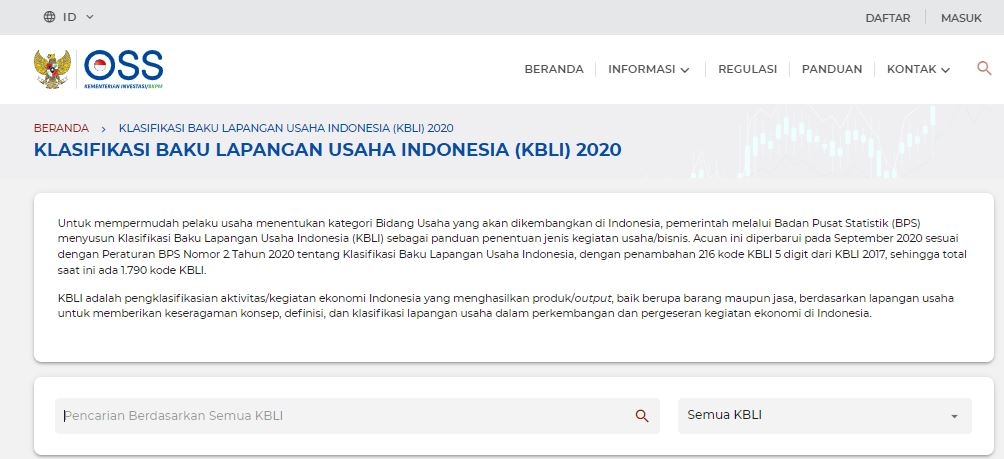 ID
DAFTAR
MASUK
OSS
KEMENTERIAN INVESTASI/BKPM
BERANDA
INFORMASI
REGULASI
PANDUAN
KONTAK
BERANDA > KLASIFIKASI BAKU LAPANGAN USAHA INDONESIA (KBLI) 2020
KLASIFIKASI BAKU LAPANGAN USAHA INDONESIA (KBLI) 2020
Untuk mempermudah pelaku usaha menentukan kategori Bidang Usaha yang akan dikembangkan di Indonesia, pemerintah melalui Badan Pusat Statistik (BPS)
menyusun Klasifikasi Baku Lapangan Usaha Indonesia (KBLI) sebagai panduan penentuan jenis kegiatan usaha/bisnis. Acuan ini diperbarui pada September 2020 sesuai
dengan Peraturan BPS Nomor 2 Tahun 2020 tentang Klasifikasi Baku Lapangan Usaha Indonesia, dengan penambahan 216 kode KBLI 5 digit dari KBLI 2017, sehingga total
saat ini ada 1.790 kode KBLI.
KBLI adalah pengklasifikasian aktivitas/kegiatan ekonomi Indonesia yang menghasilkan produk/output, baik berupa barang maupun jasa, berdasarkan lapangan usaha
untuk memberikan keseragaman konsep, definisi, dan klasifikasi lapangan usaha dalam perkembangan dan pergeseran kegiatan ekonomi di Indonesia.
Pencarian Berdasarkan Semua KBLI
Semua KBLI